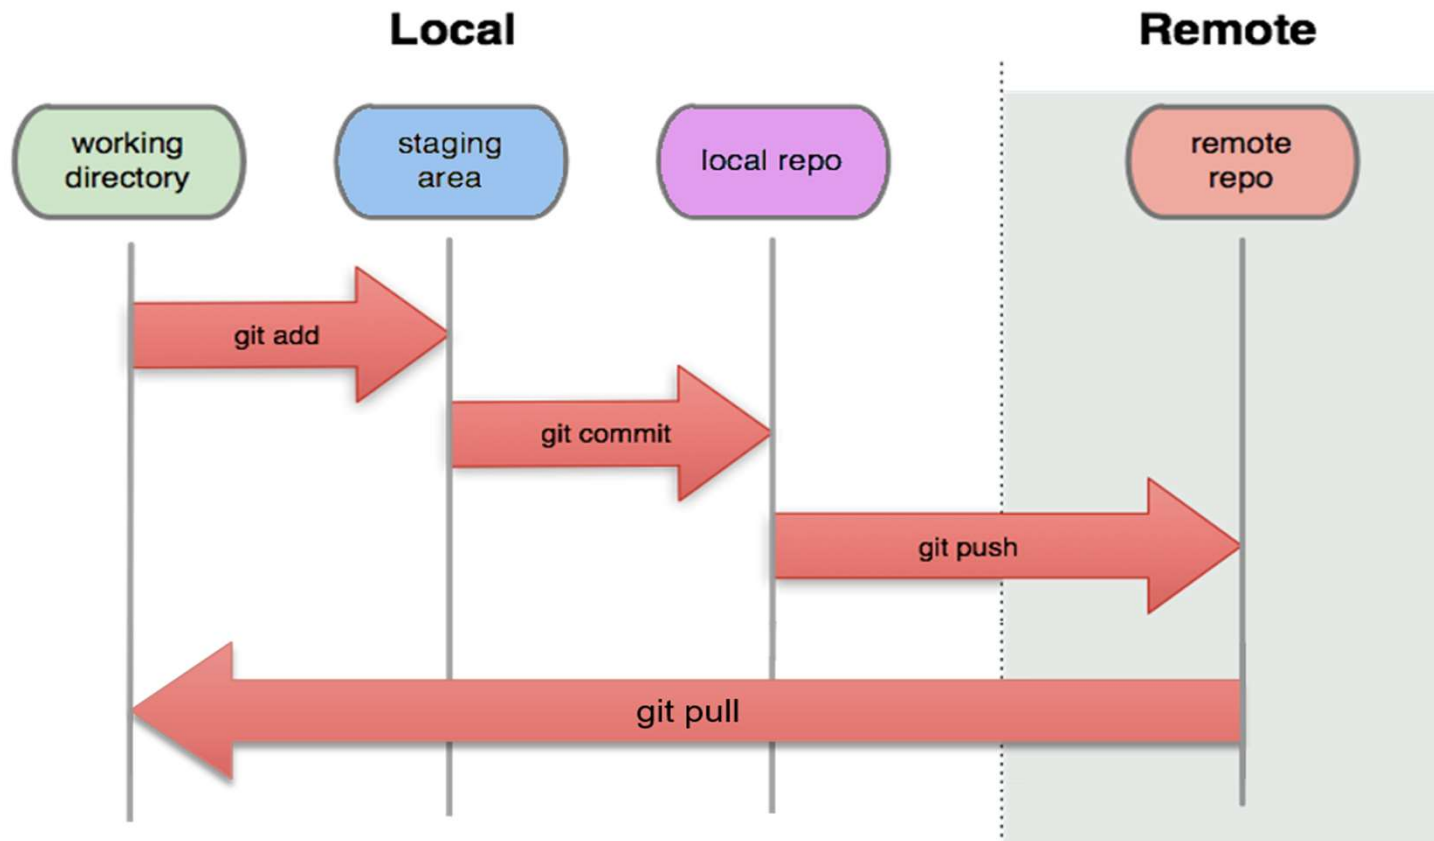 Local
Remote
working
directory
staging
area
local repo
remote
repo
git add
git commit
git push
git pull